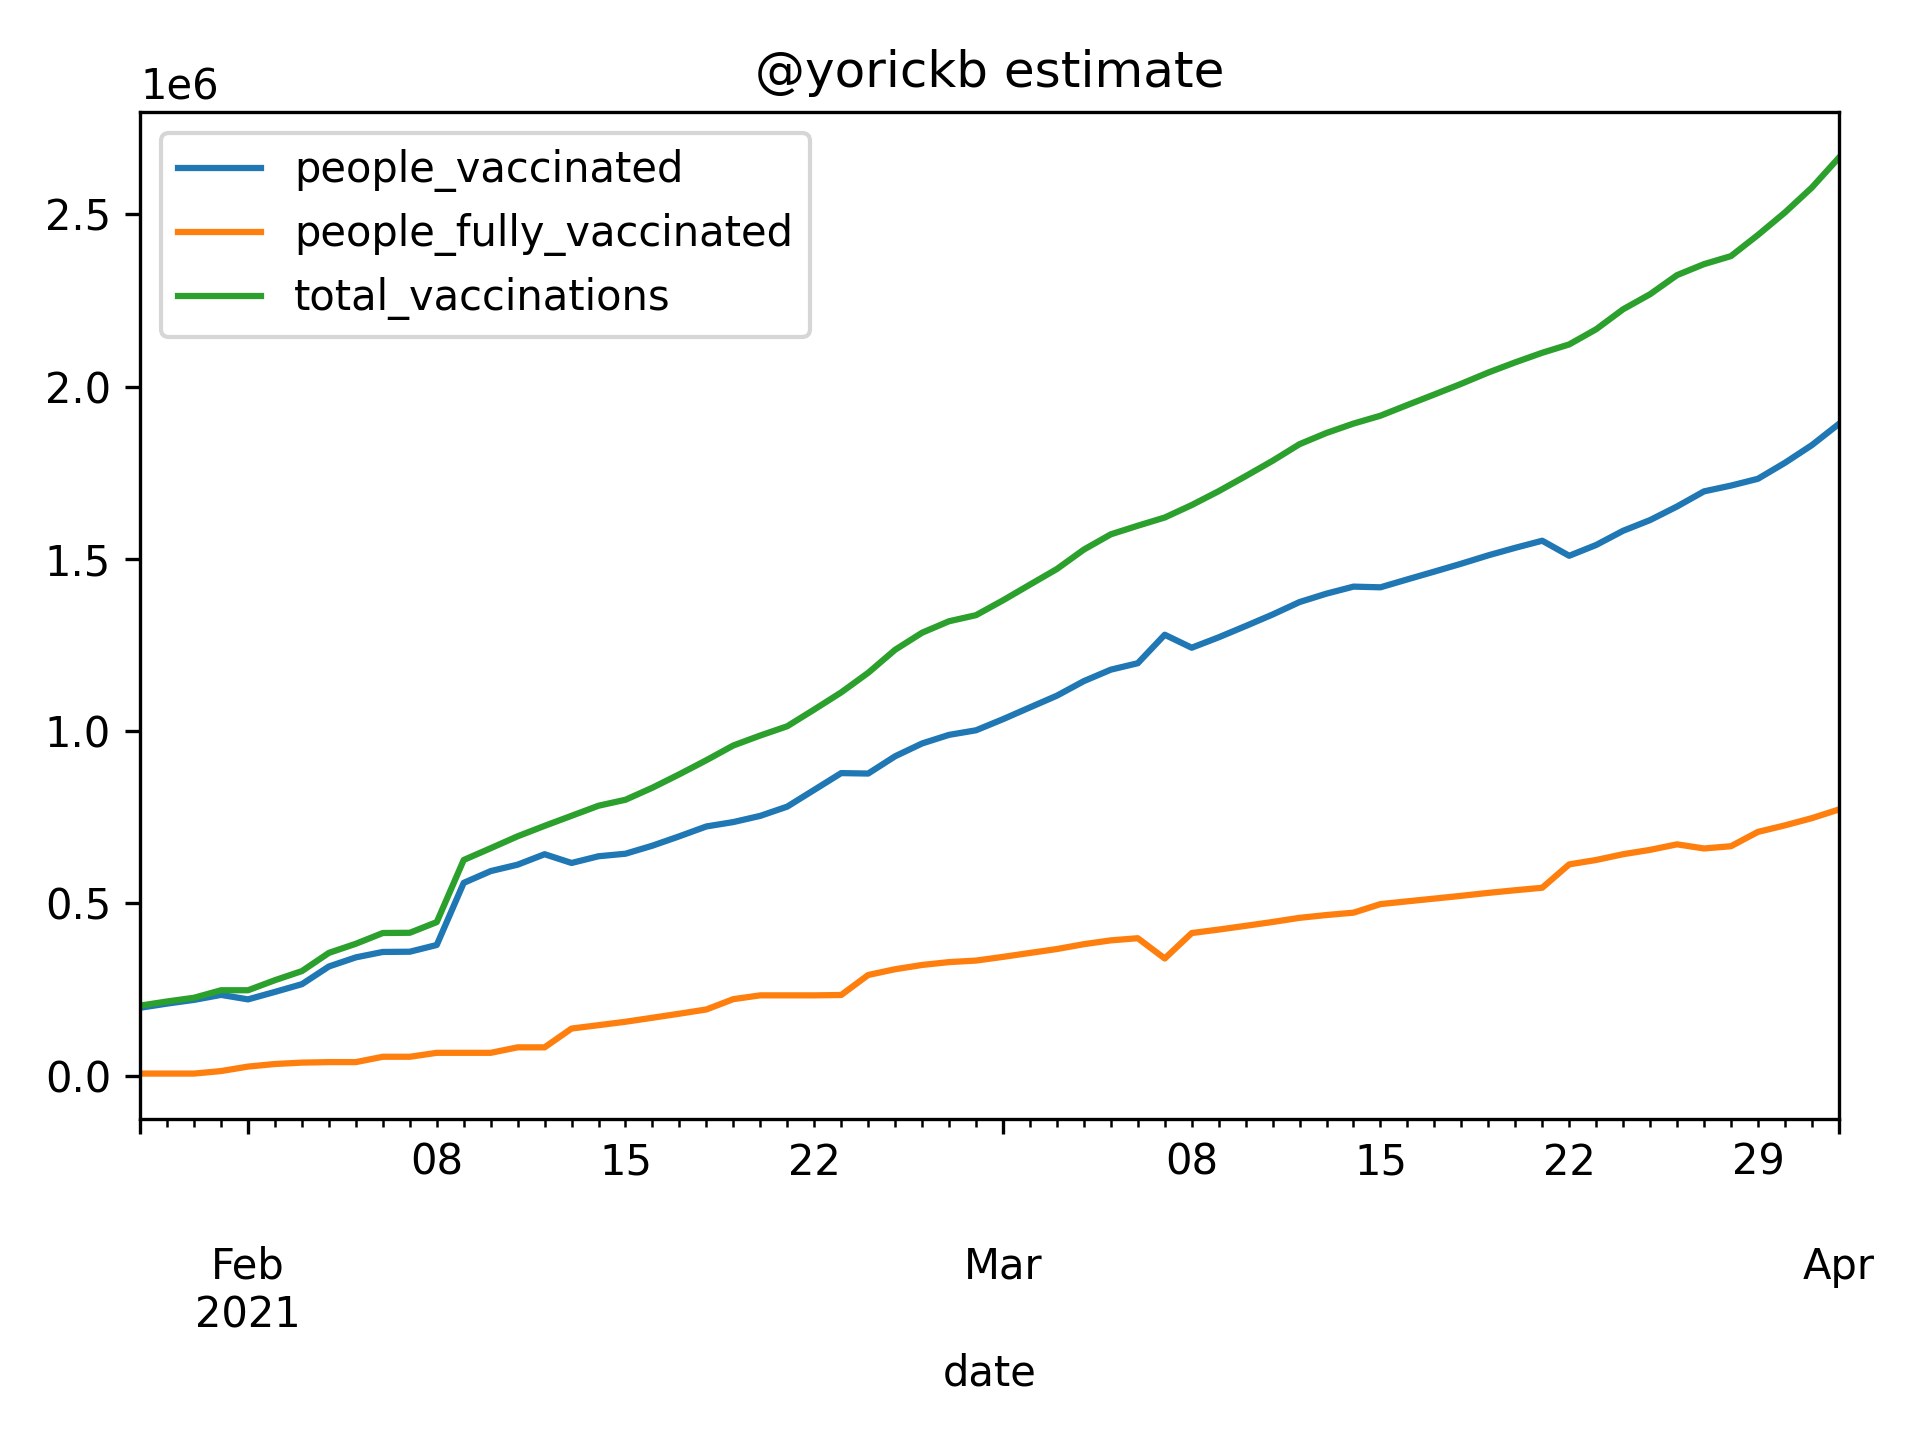 @yorickb estimate
1e6
people_vaccinated
people_fully_vaccinated
total_vaccinations
2.5
2.0
1.5
1.0
0.5
0.0
08 15 22 08 15 22 29
Feb Mar Apr
2021
date